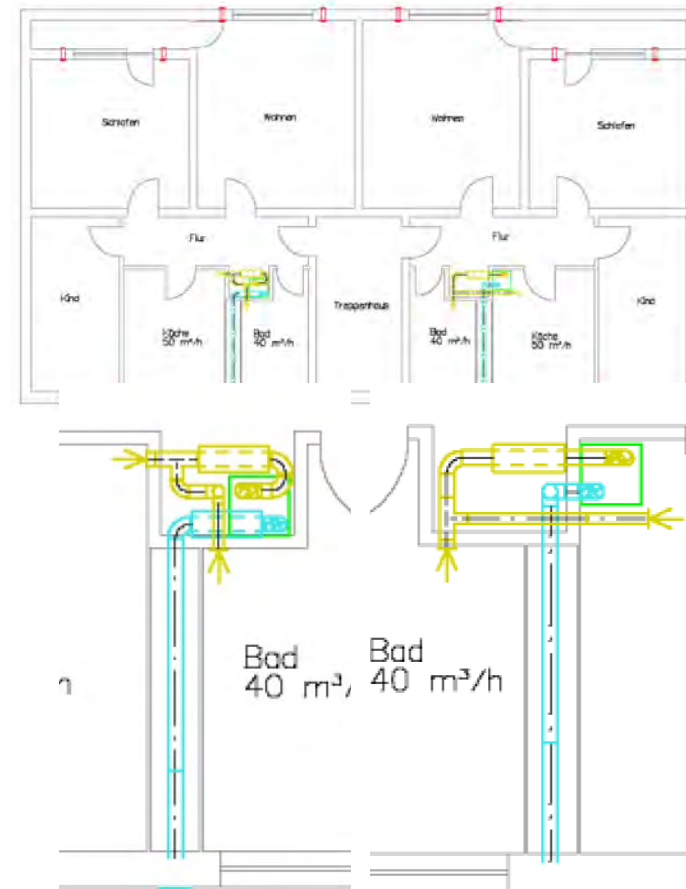 Schlafen
Wohnen
Wohnen
Schlafen
Flur
Flur
Kind
Küche
50 m³/h
Bad
40 m³/h
Treppenhaus
Bad
40 m³/h
Küche
50 m³/h
Kind
Bad
40 m³/
Bad
40 m³/h